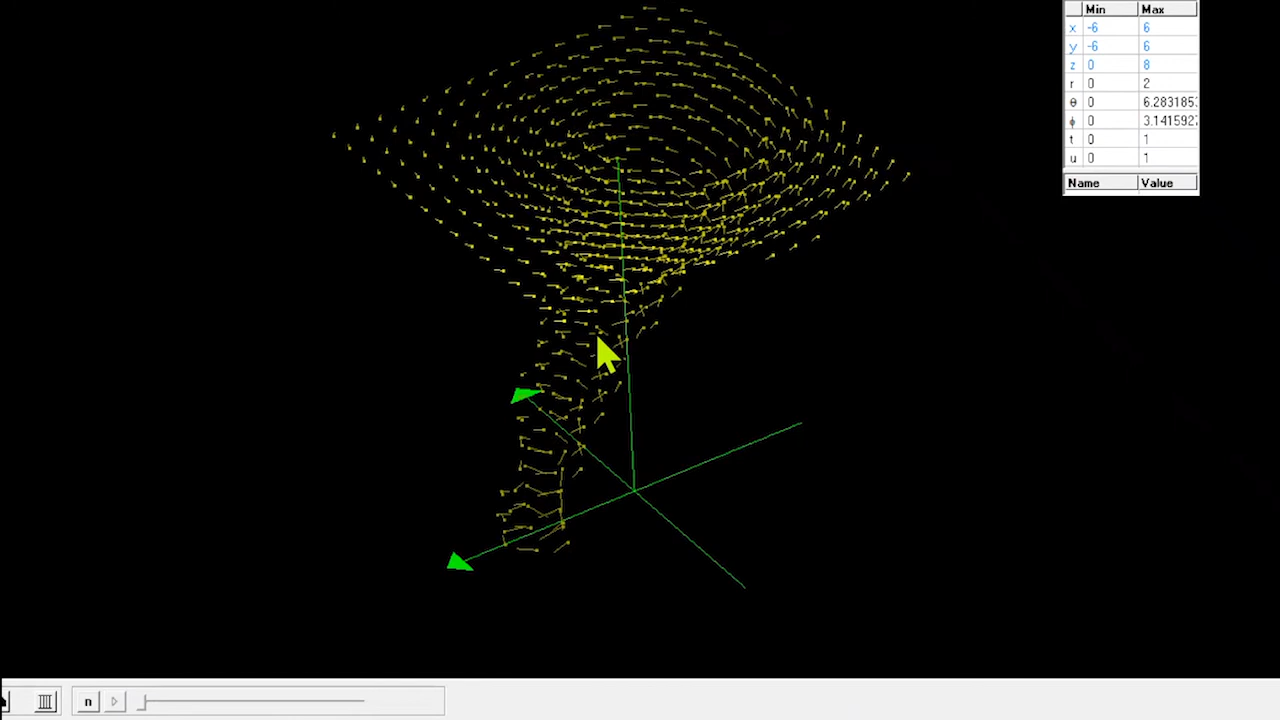 Min Max
x -6 6
y -6 6
z 0 8
r 0 2
θ 0 6.283185
ϕ 0 3.141592
t 0 1
u 0 1
Name Value
n